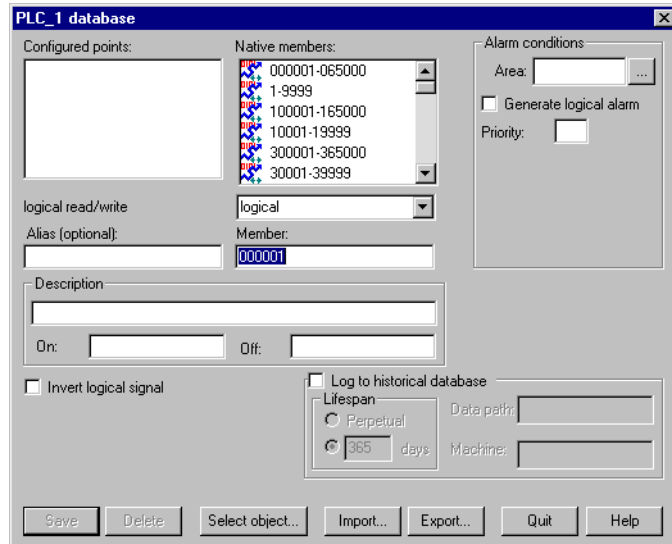 PLC_1 database
Configured points:
Native members:
000001-065000
1-9999
100001-165000
10001-19999
300001-365000
30001-39999
Alarm conditions
Area:
...
Generate logical alarm
Priority:
logical read/write
logical
Alias (optional):
Member:
000001
Description
On:
Off:
Invert logical signal
Log to historical database
Lifespan
Perpetual
365 days
Data path:
Machine:
Save Delete Select object... Import... Export... Quit Help